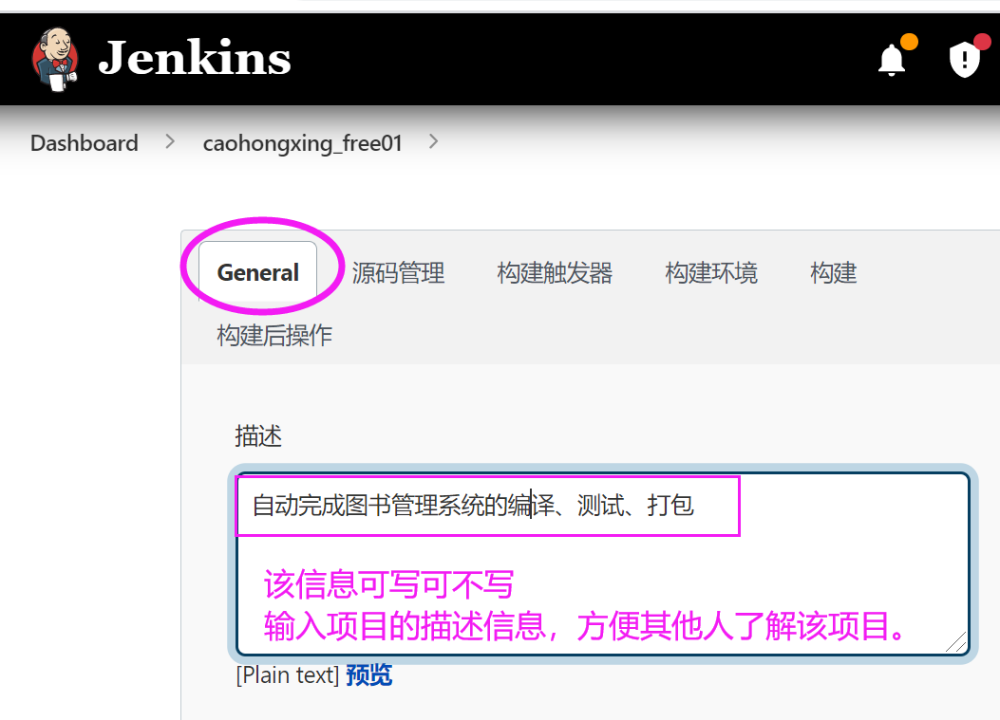 Jenkins
Dashboard
caohongxing_free01
General
源码管理
构建触发器
构建环境
构建
构建后操作
描述
自动完成图书管理系统的编译、测试、打包
该信息可写可不写
输入项目的描述信息，方便其他人了解该项目。
[Plain text] 预览